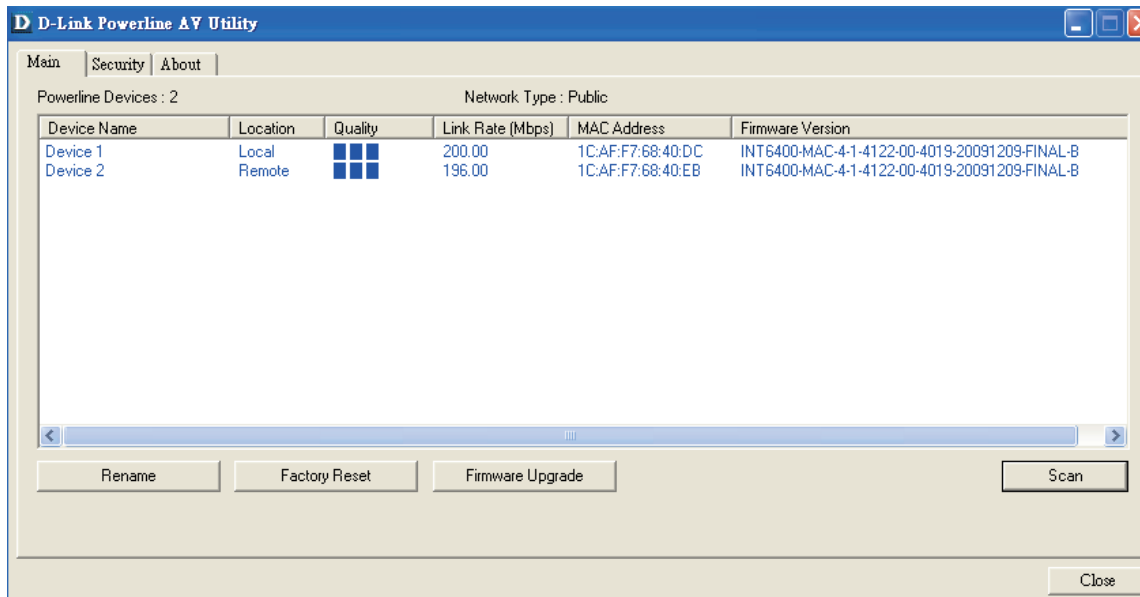 D D-Link Powerline AV Utility
Main Security About
Powerline Devices : 2 Network Type : Public
Device Name Location Quality Link Rate (Mbps) MAC Address Firmware Version
Device 1 Local 200.00 1C:AF:F7:68:40:DC INT6400-MAC-4-1-4122-00-4019-20091209-FINAL-B
Device 2 Remote 196.00 1C:AF:F7:68:40:EB INT6400-MAC-4-1-4122-00-4019-20091209-FINAL-B
Rename Factory Reset Firmware Upgrade Scan
Close